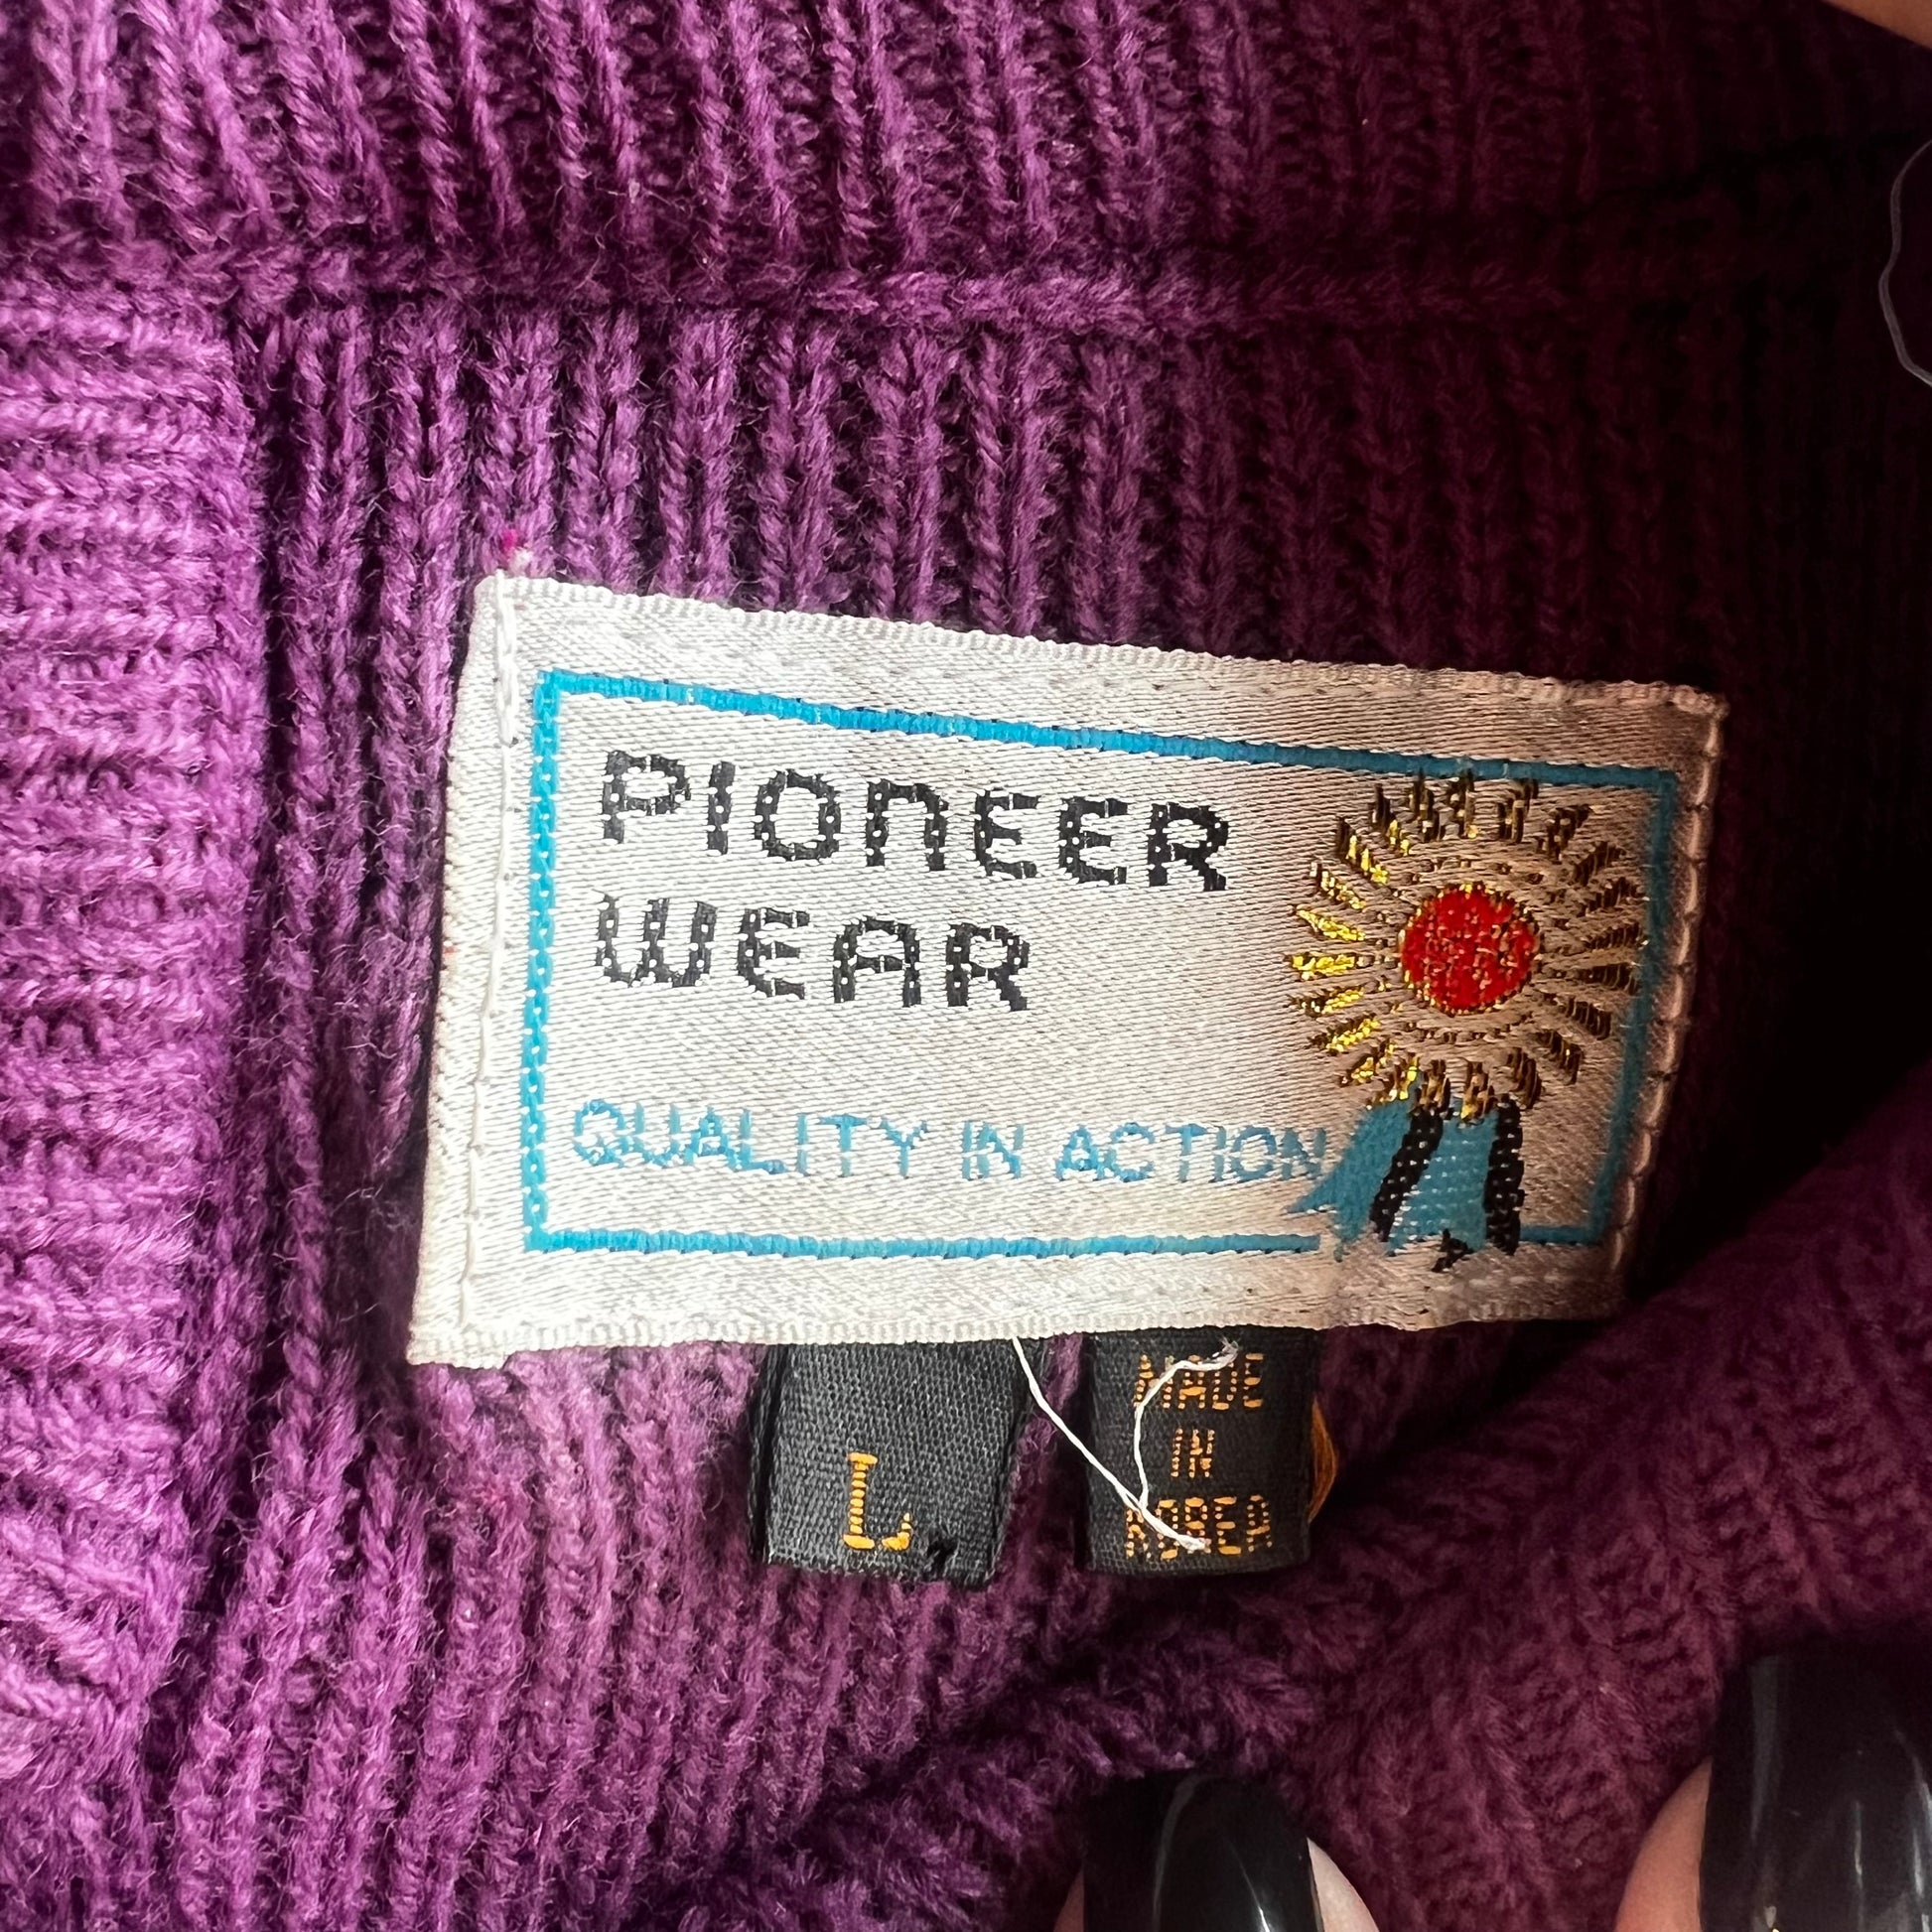 PIONEER
WEAR
QUALITY IN ACTION
L
MADE
IN
KOREA